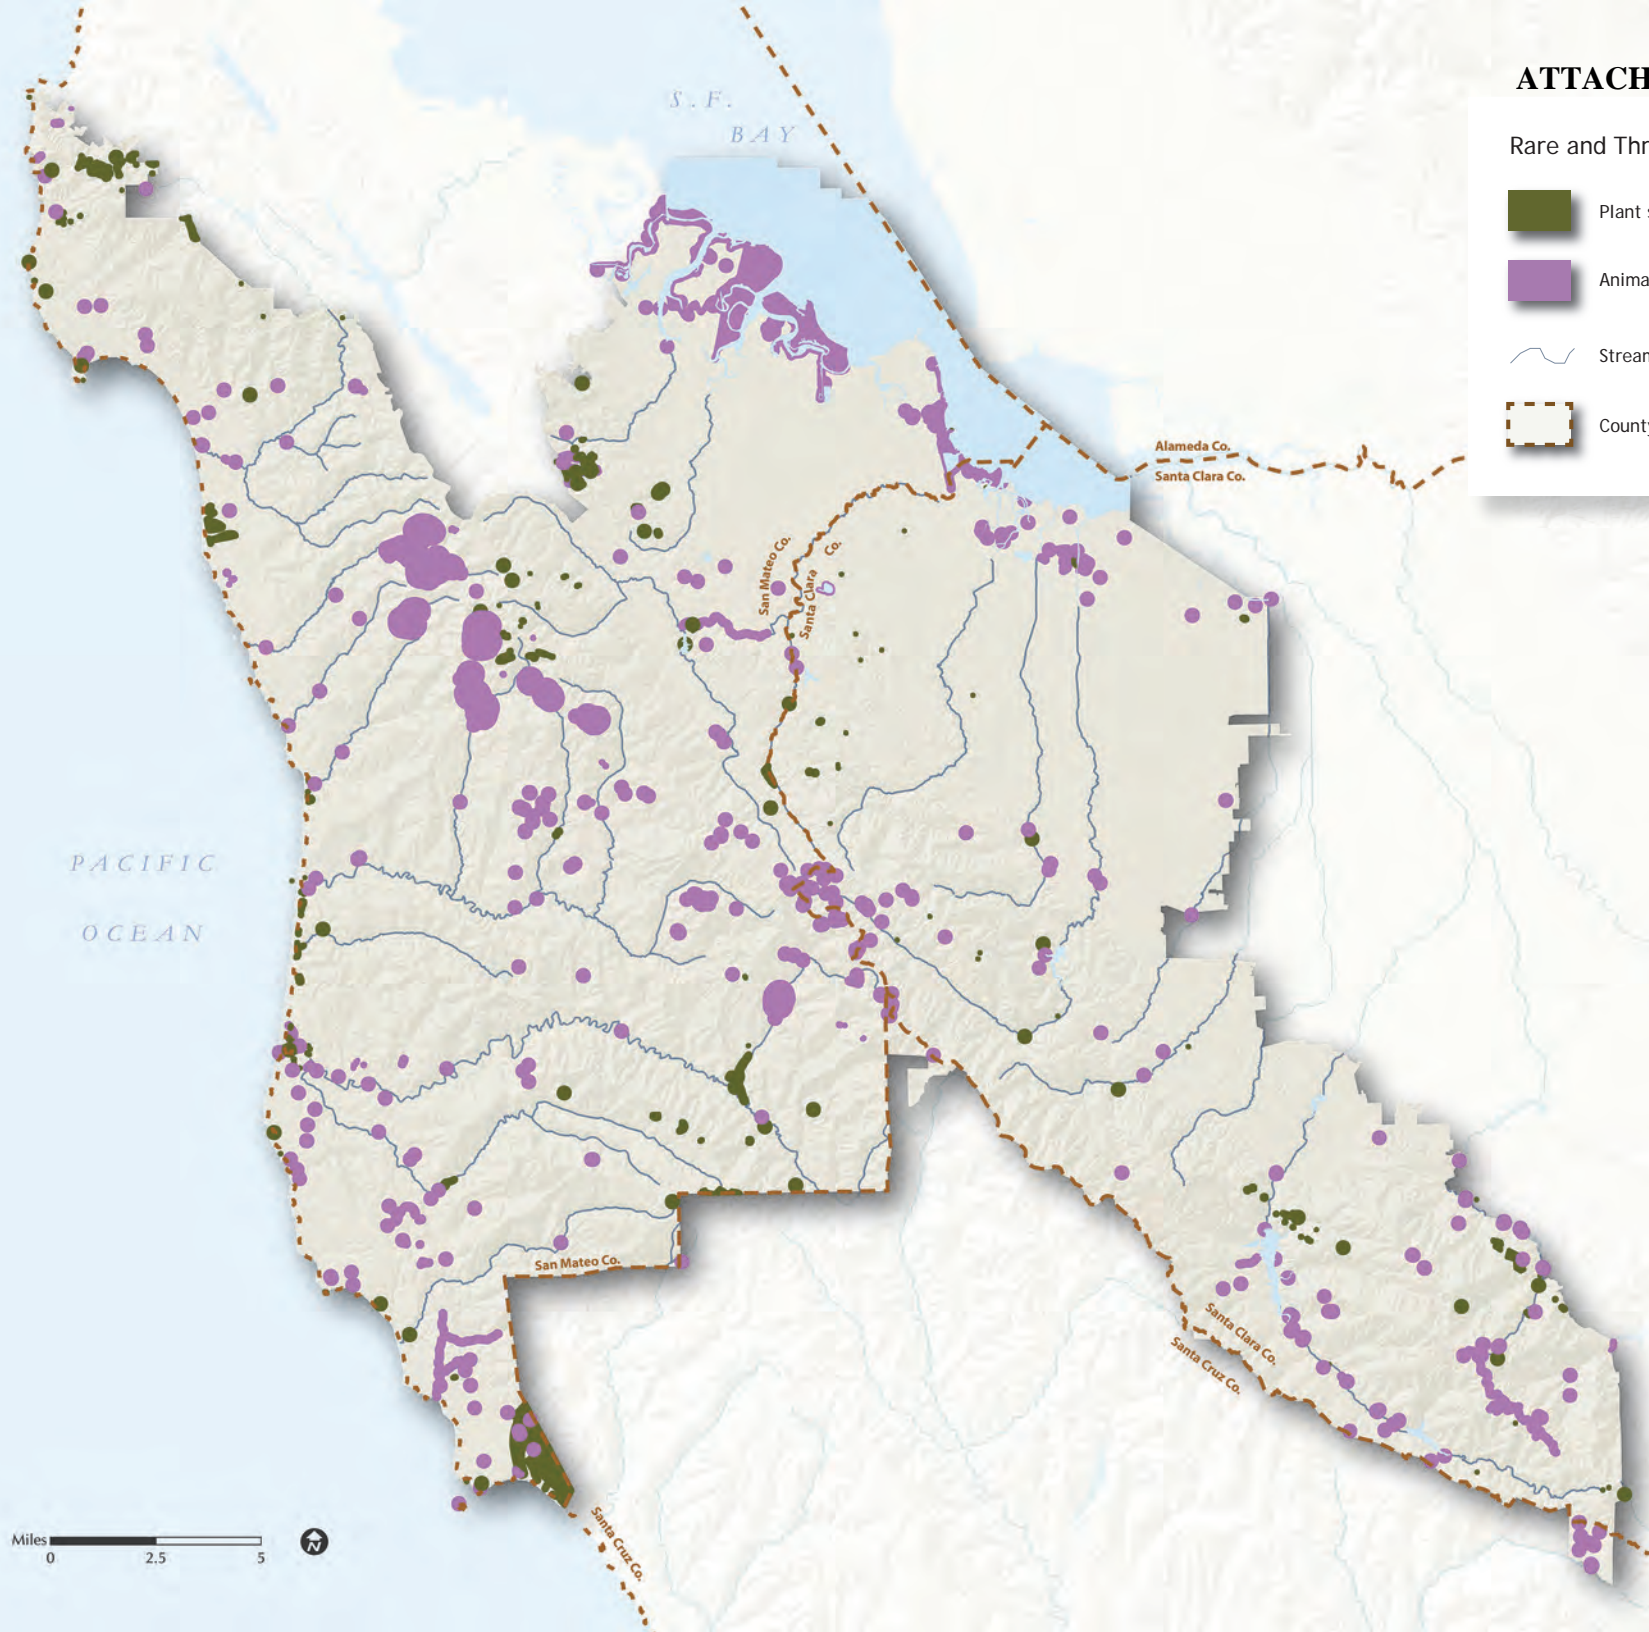 ATTACH
Rare and Thr
Plant s
Anima
Stream
County
S.F.
BAY
Alameda Co.
Santa Clara Co.
San Mateo Co.
Santa Clara Co.
PACIFIC
OCEAN
San Mateo Co.
Santa Clara Co.
Santa Cruz Co.
Santa Cruz Co.
Miles
0 2.5 5
N